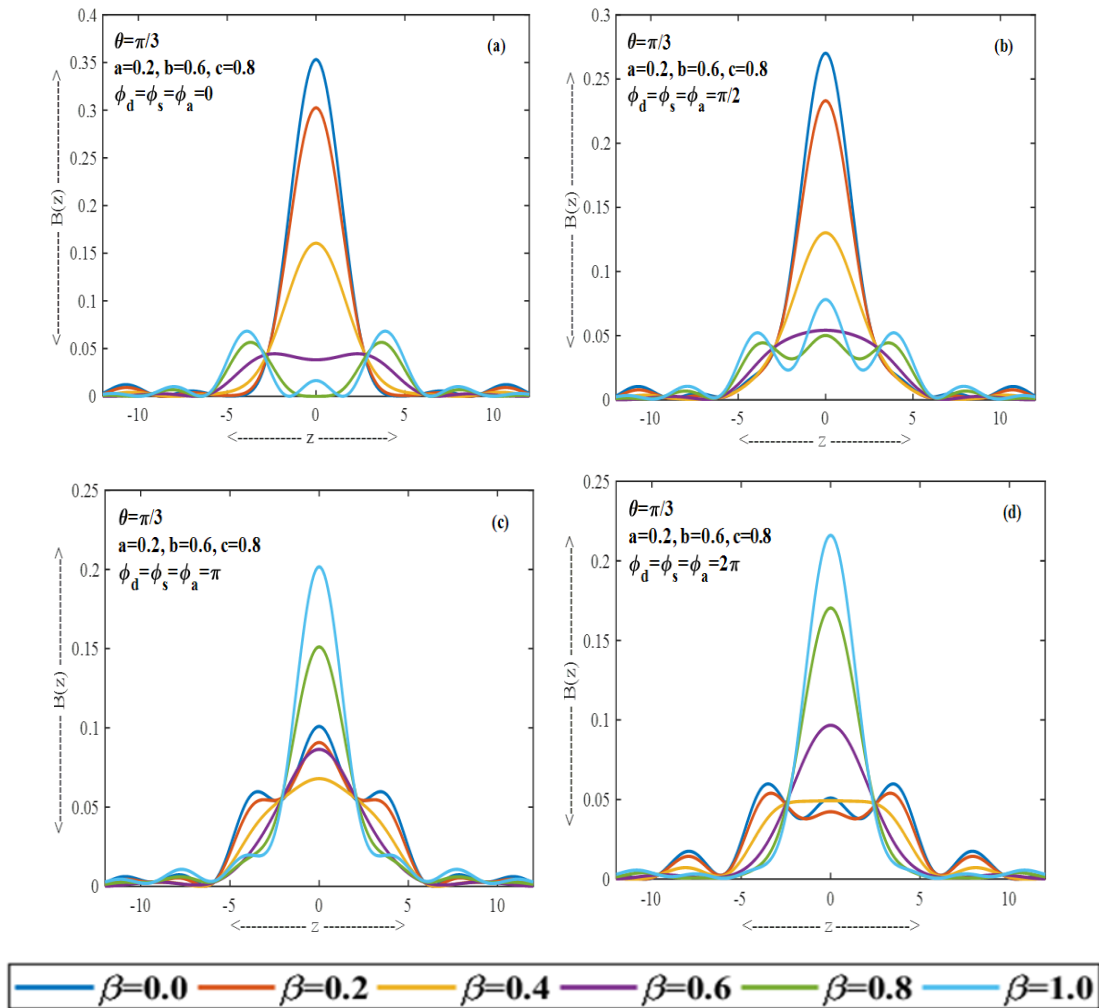 0.4
0.35
0.3
0.25
0.2
0.15
0.1
0.05
0
-10 -5 0 5 10
<------------- z ------------->
<-------------- B(z) -------------->
θ=π/3
a=0.2, b=0.6, c=0.8
ϕd=ϕs=ϕa=0
(a)
0.3
0.25
0.2
0.15
0.1
0.05
0
-10 -5 0 5 10
<------------- z ------------->
<-------------- B(z) -------------->
θ=π/3
a=0.2, b=0.6, c=0.8
ϕd=ϕs=ϕa=π/2
(b)
0.25
0.2
0.15
0.1
0.05
0
-10 -5 0 5 10
<------------- z ------------->
<-------------- B(z) -------------->
θ=π/3
a=0.2, b=0.6, c=0.8
ϕd=ϕs=ϕa=π
(c)
0.25
0.2
0.15
0.1
0.05
0
-10 -5 0 5 10
<------------- z ------------->
<-------------- B(z) -------------->
θ=π/3
a=0.2, b=0.6, c=0.8
ϕd=ϕs=ϕa=2π
(d)
β=0.0 β=0.2 β=0.4 β=0.6 β=0.8 β=1.0